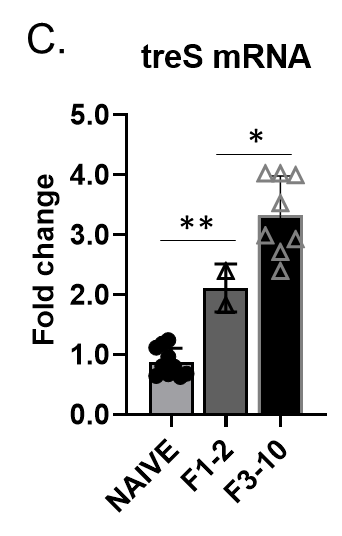 C.
treS mRNA
Fold change
5.0
4.0
3.0
2.0
1.0
0.0
*
**
NAIVE
F1-2
F3-10